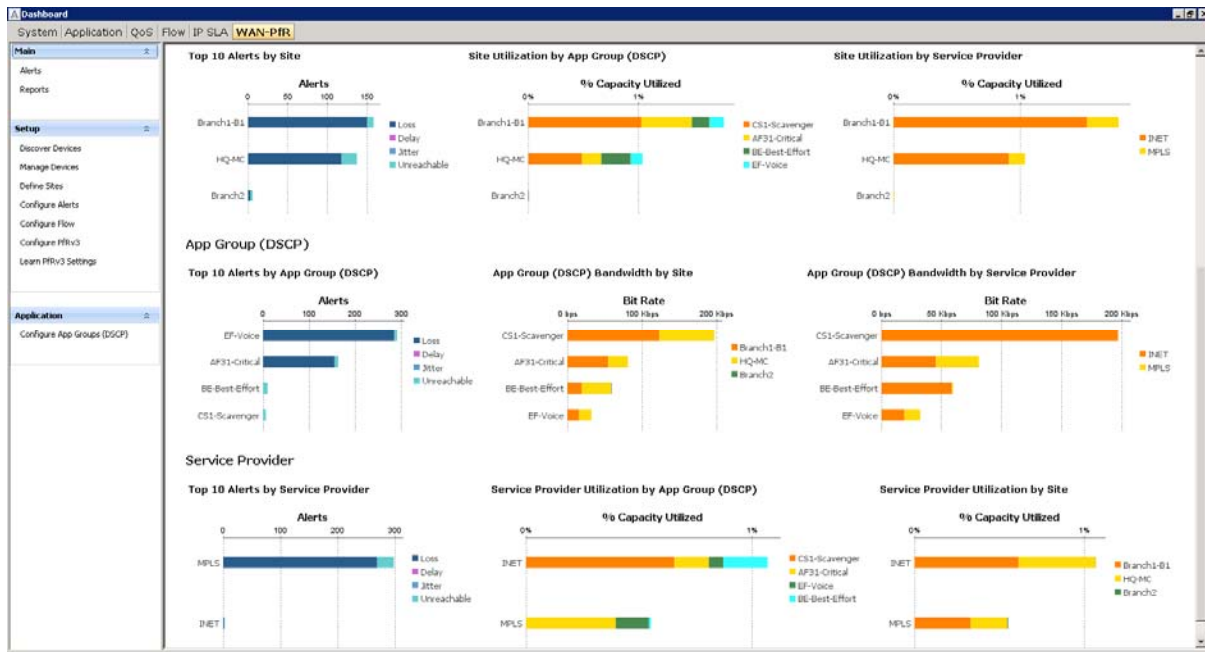 Dashboard
System Application QoS Flow IP SLA WAN-PfR
Main
Alerts
Reports
Setup
Discover Devices
Manage Devices
Define Sites
Configure Alerts
Configure Flow
Configure PfRv3
Learn PfRv3 Settings
Application
Configure App Groups (DSCP)
Top 10 Alerts by Site
Alerts
0 50 100 150
Branch1-B1
HQ-MC
Branch2
Loss
Delay
Jitter
Unreachable
Site Utilization by App Group (DSCP)
% Capacity Utilized
0% 1%
Branch1-B1
HQ-MC
Branch2
CS1-Scavenger
AF31-Critical
BE-Best-Effort
EF-Voice
Site Utilization by Service Provider
% Capacity Utilized
0% 1%
Branch1-B1
HQ-MC
Branch2
INET
MPLS
App Group (DSCP)
Top 10 Alerts by App Group (DSCP)
Alerts
0 100 200 300
EF-Voice
AF31-Critical
BE-Best-Effort
CS1-Scavenger
Loss
Delay
Jitter
Unreachable
App Group (DSCP) Bandwidth by Site
Bit Rate
0 bps 100 Kbps 200 Kbps
CS1-Scavenger
AF31-Critical
BE-Best-Effort
EF-Voice
Branch1-B1
HQ-MC
Branch2
App Group (DSCP) Bandwidth by Service Provider
Bit Rate
0 bps 50 Kbps 100 Kbps 150 Kbps 200 Kbps
CS1-Scavenger
AF31-Critical
BE-Best-Effort
EF-Voice
INET
MPLS
Service Provider
Top 10 Alerts by Service Provider
Alerts
0 100 200 300
MPLS
INET
Loss
Delay
Jitter
Unreachable
Service Provider Utilization by App Group (DSCP)
% Capacity Utilized
0% 1%
INET
MPLS
CS1-Scavenger
AF31-Critical
EF-Voice
BE-Best-Effort
Service Provider Utilization by Site
% Capacity Utilized
0% 1%
INET
MPLS
Branch1-B1
HQ-MC
Branch2